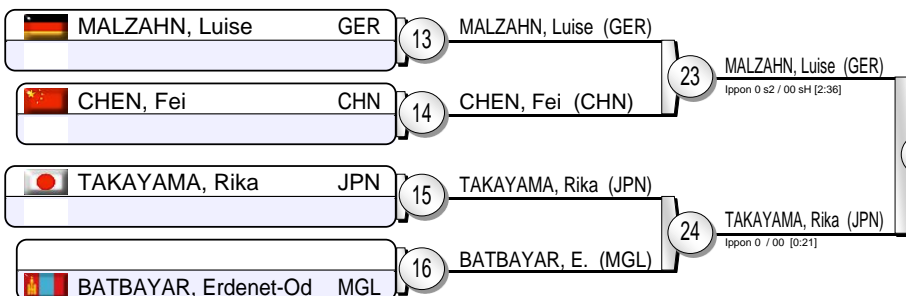 MALZAHN, Luise GER
13
MALZAHN, Luise (GER)
23
MALZAHN, Luise (GER)
Ippon 0 s2 / 00 sH [2:36]
CHEN, Fei CHN
14
CHEN, Fei (CHN)
TAKAYAMA, Rika JPN
15
TAKAYAMA, Rika (JPN)
24
TAKAYAMA, Rika (JPN)
Ippon 0 / 00 [0:21]
16
BATBAYAR, E. (MGL)
BATBAYAR, Erdenet-Od MGL